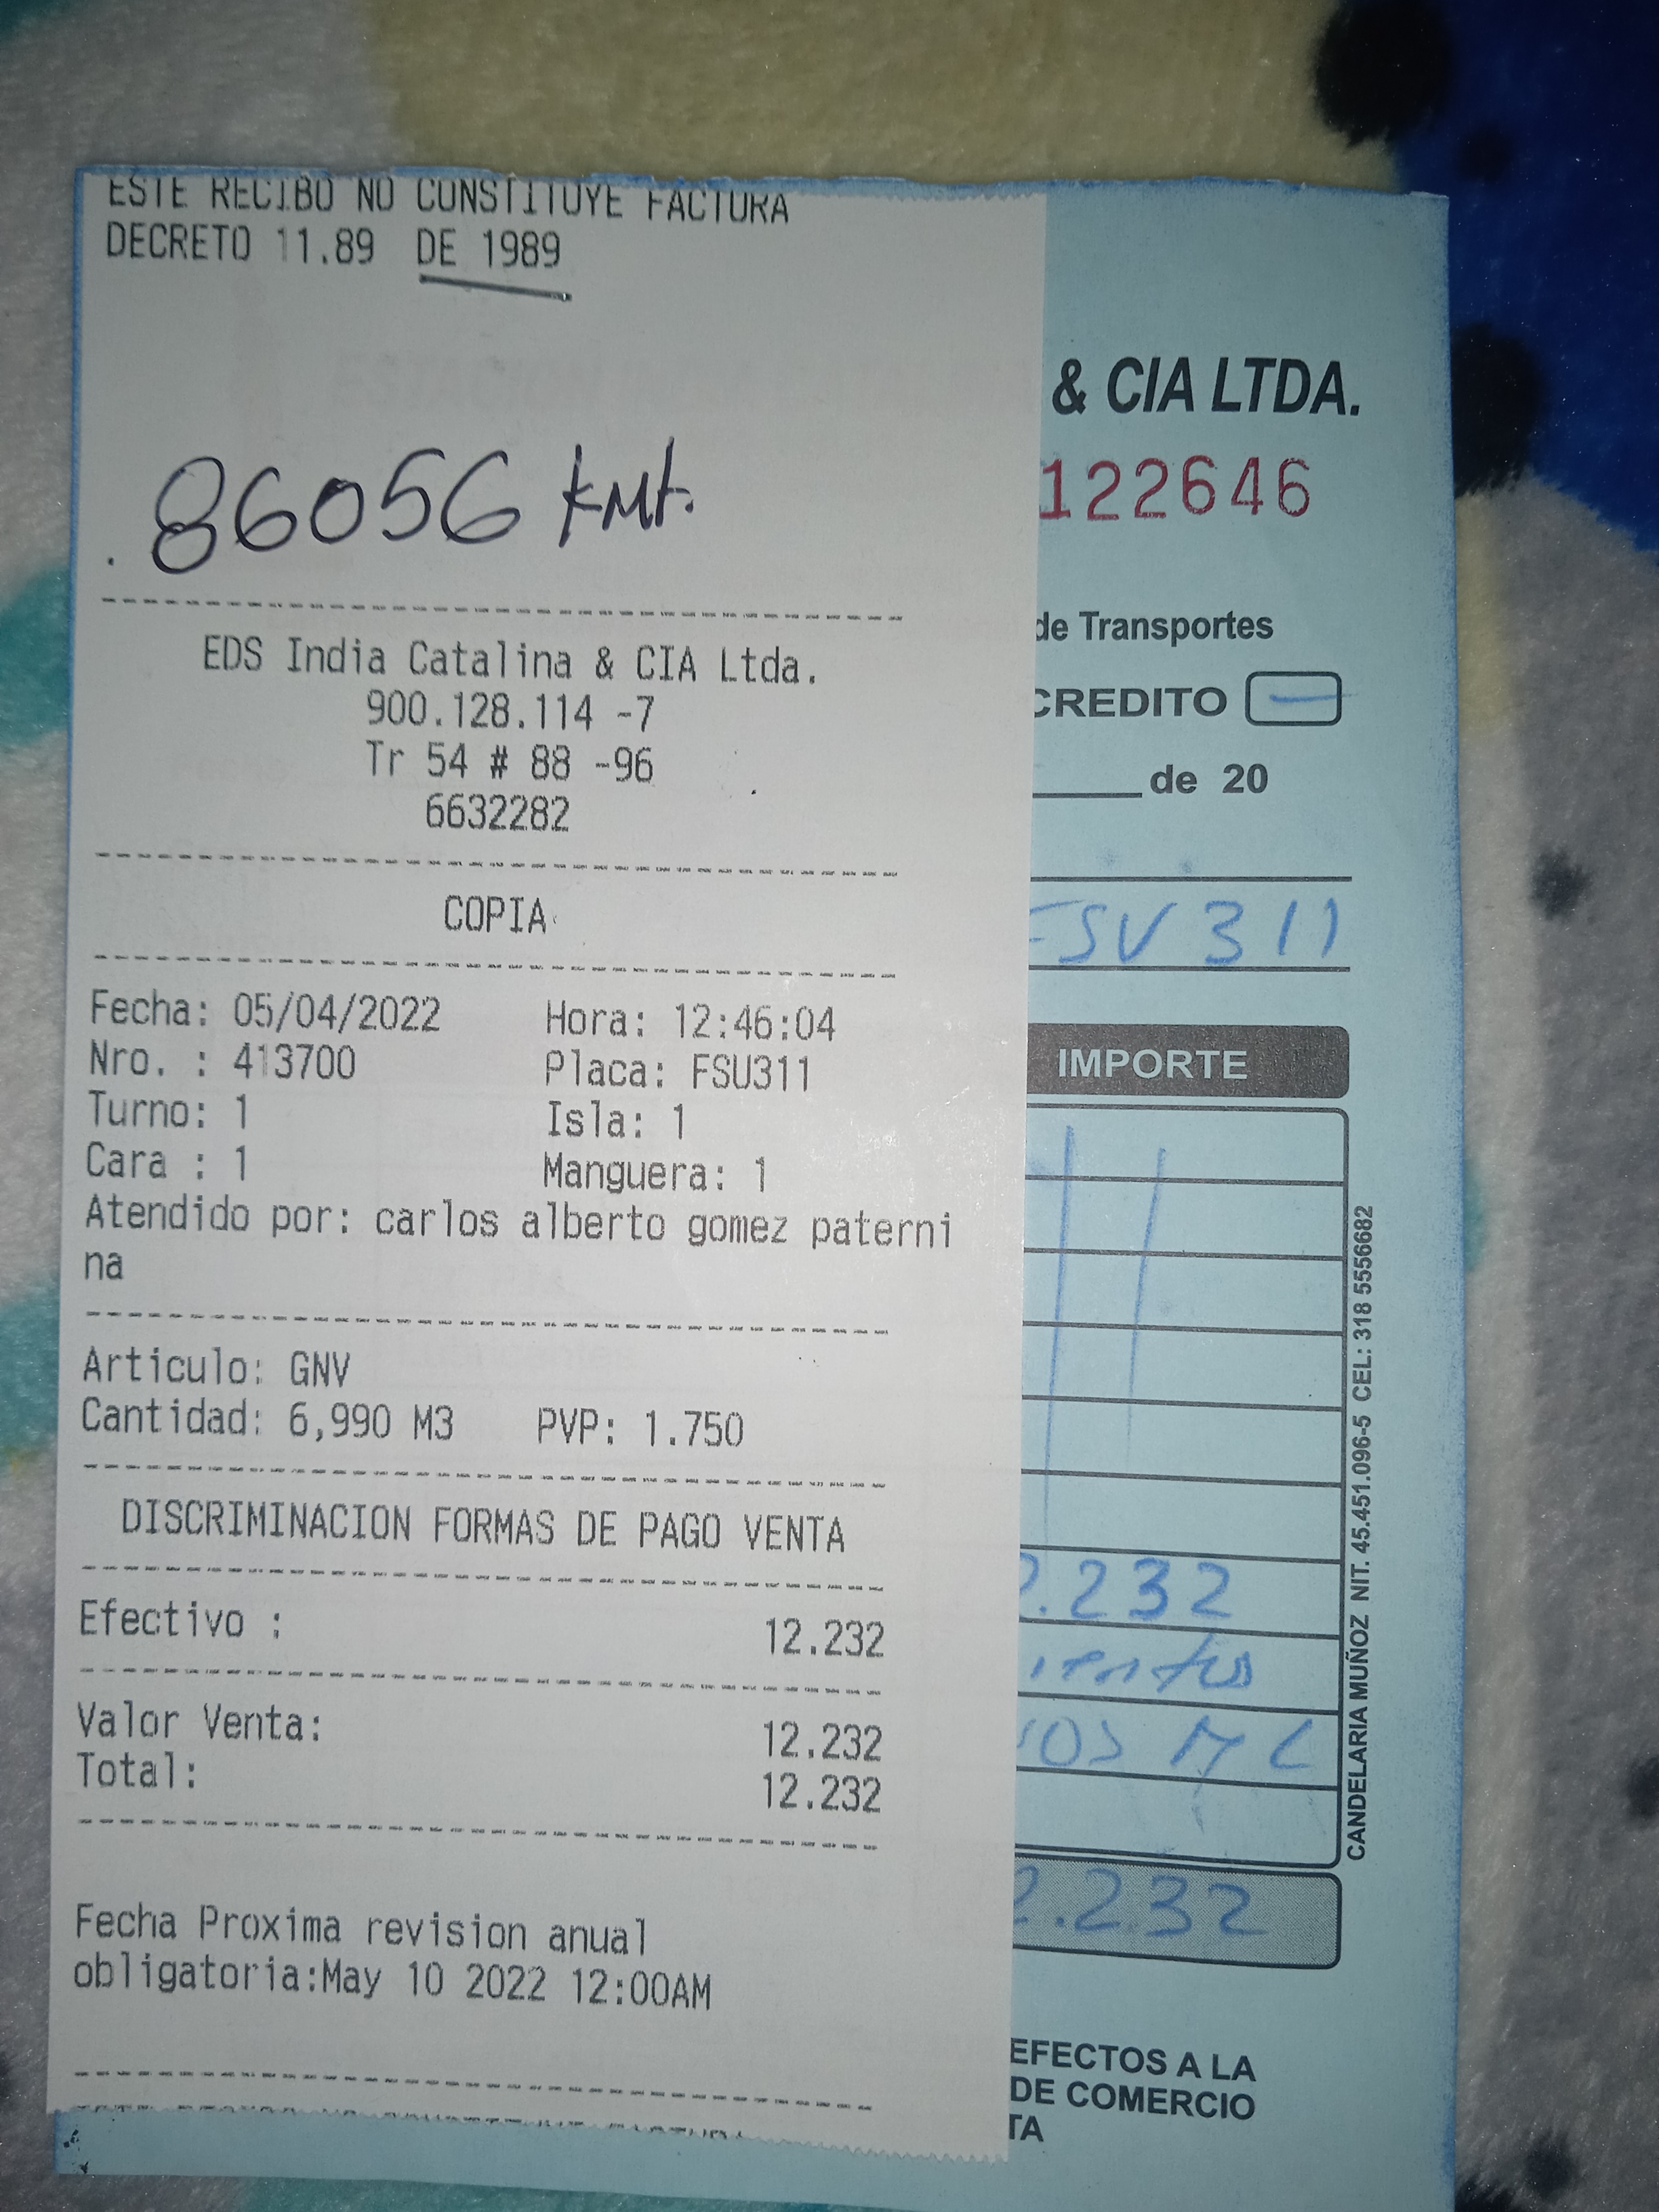 ESTE RECIBO NO CONSTITUYE FACTURA
DECRETO 11.89 DE 1989
86056 kmt.
EDS India Catalina & CIA Ltda.
900.128.114 -7
Tr 54 # 88 -96
6632282
COPIA
Fecha: 05/04/2022 Hora: 12:46:04
Nro. : 413700 Placa: FSU311
Turno: 1 Isla: 1
Cara : 1 Manguera: 1
Atendido por: carlos alberto gomez paterni
na
Articulo: GNV
Cantidad: 6,990 M3 PVP: 1.750
DISCRIMINACION FORMAS DE PAGO VENTA
Efectivo : 12.232
Valor Venta: 12.232
Total: 12.232
Fecha Proxima revision anual
obligatoria:May 10 2022 12:00AM
& CIA LTDA.
122646
de Transportes
CREDITO
de 20
FSV311
IMPORTE
.232
2.232
EFECTOS A LA
DE COMERCIO
TA
CANDELARIA MUÑOZ NIT. 45.451.096-5 CEL: 318 5556682